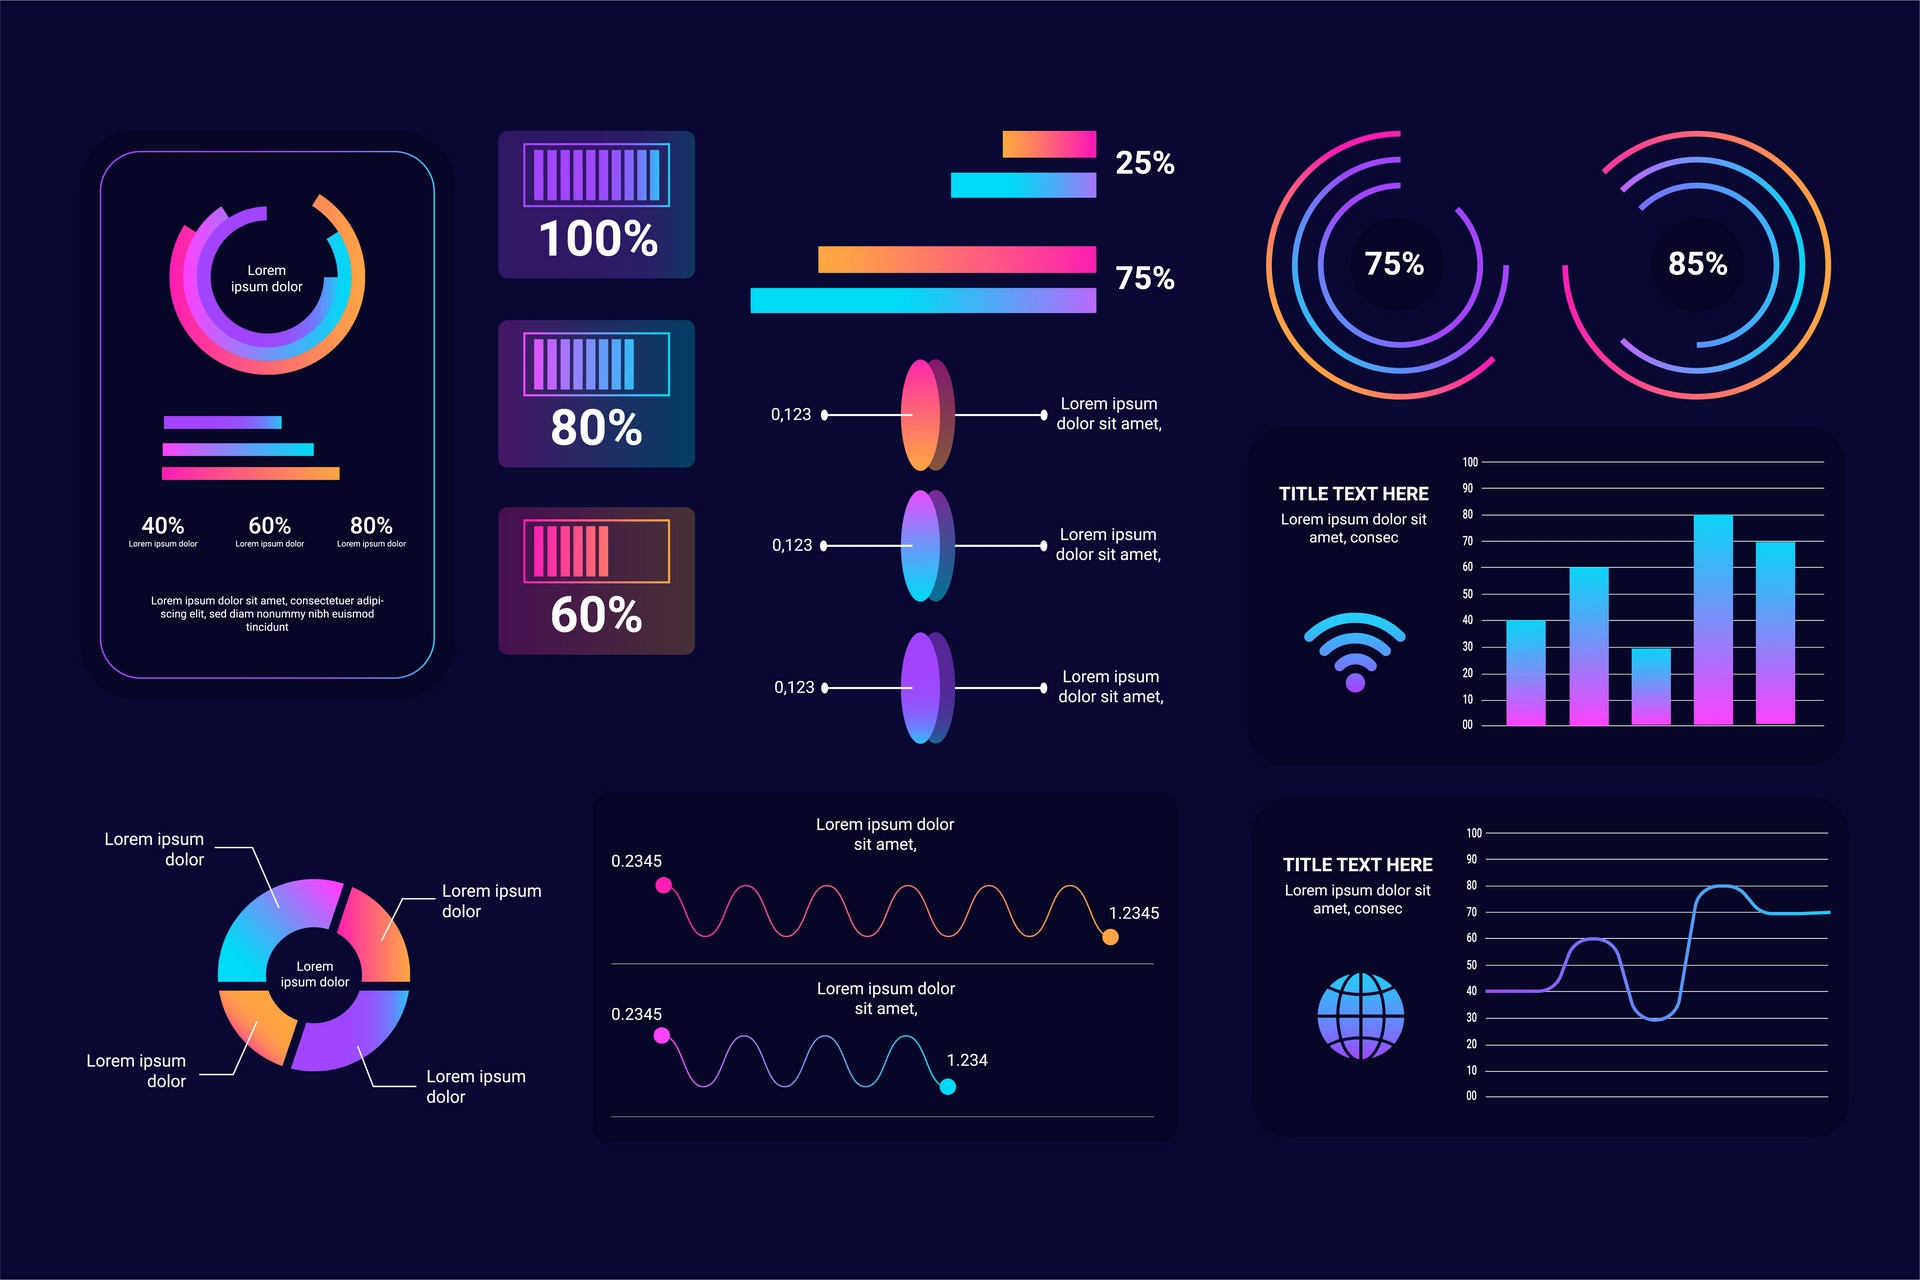 Lorem
ipsum dolor
40%
60%
80%
Lorem ipsum dolor
Lorem ipsum dolor
Lorem ipsum dolor
Lorem ipsum dolor sit amet, consectetuer adipi-
scing elit, sed diam nonummy nibh euismod
tincidunt
100%
80%
60%
25%
75%
0,123
Lorem ipsum
dolor sit amet,
0,123
Lorem ipsum
dolor sit amet,
0,123
Lorem ipsum
dolor sit amet,
75%
85%
TITLE TEXT HERE
Lorem ipsum dolor sit
amet, consec
100
90
80
70
60
50
40
30
20
10
00
Lorem ipsum
dolor
Lorem ipsum
dolor
Lorem
ipsum dolor
Lorem ipsum
dolor
Lorem ipsum
dolor
Lorem ipsum dolor
sit amet,
0.2345
1.2345
Lorem ipsum dolor
sit amet,
0.2345
1.234
TITLE TEXT HERE
Lorem ipsum dolor sit
amet, consec
100
90
80
70
60
50
40
30
20
10
00